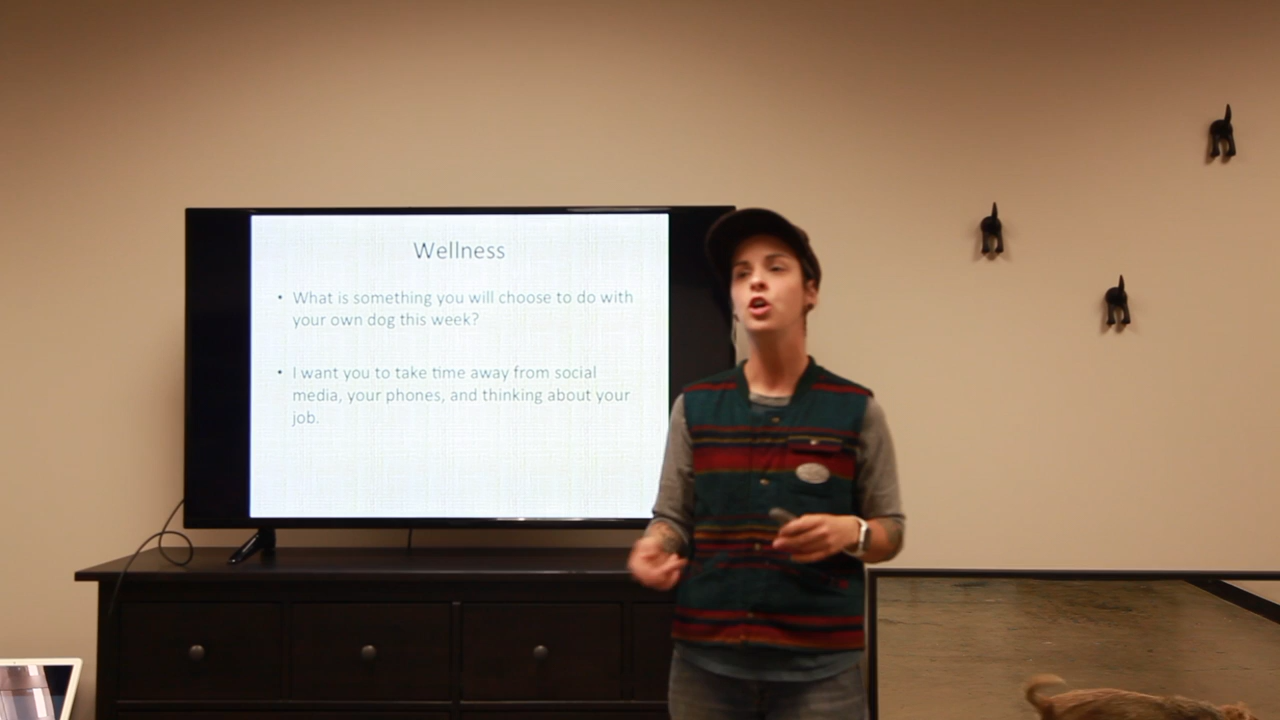 Wellness
• What is something you will choose to do with
your own dog this week?
• I want you to take time away from social
media, your phones, and thinking about your
job.